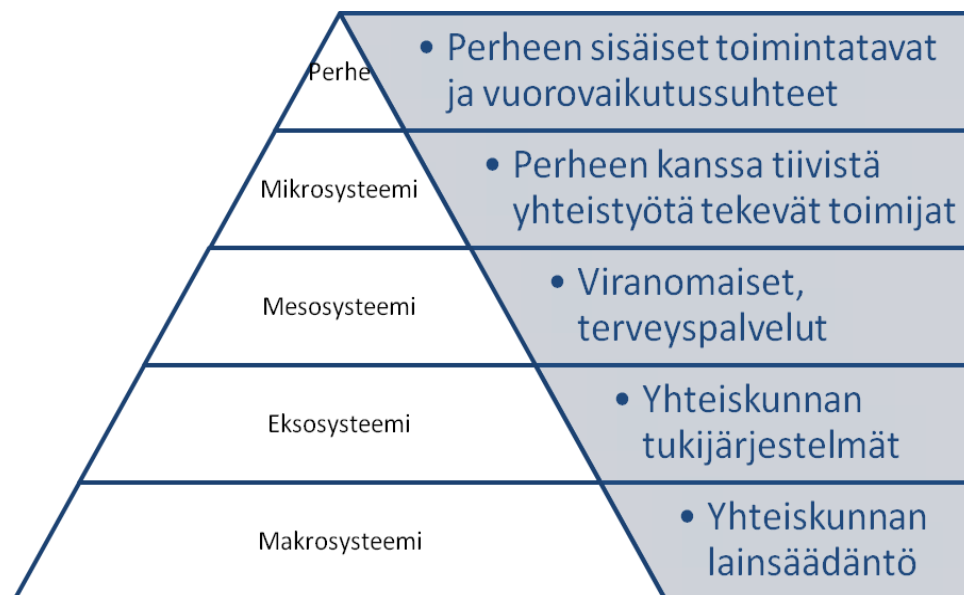 Perhe
• Perheen sisäiset toimintatavat
ja vuorovaikutussuhteet
Mikrosysteemi
• Perheen kanssa tiivistä
yhteistyötä tekevät toimijat
Mesosysteemi
• Viranomaiset,
terveyspalvelut
Eksosysteemi
• Yhteiskunnan
tukijärjestelmät
Makrosysteemi
• Yhteiskunnan
lainsäädäntö